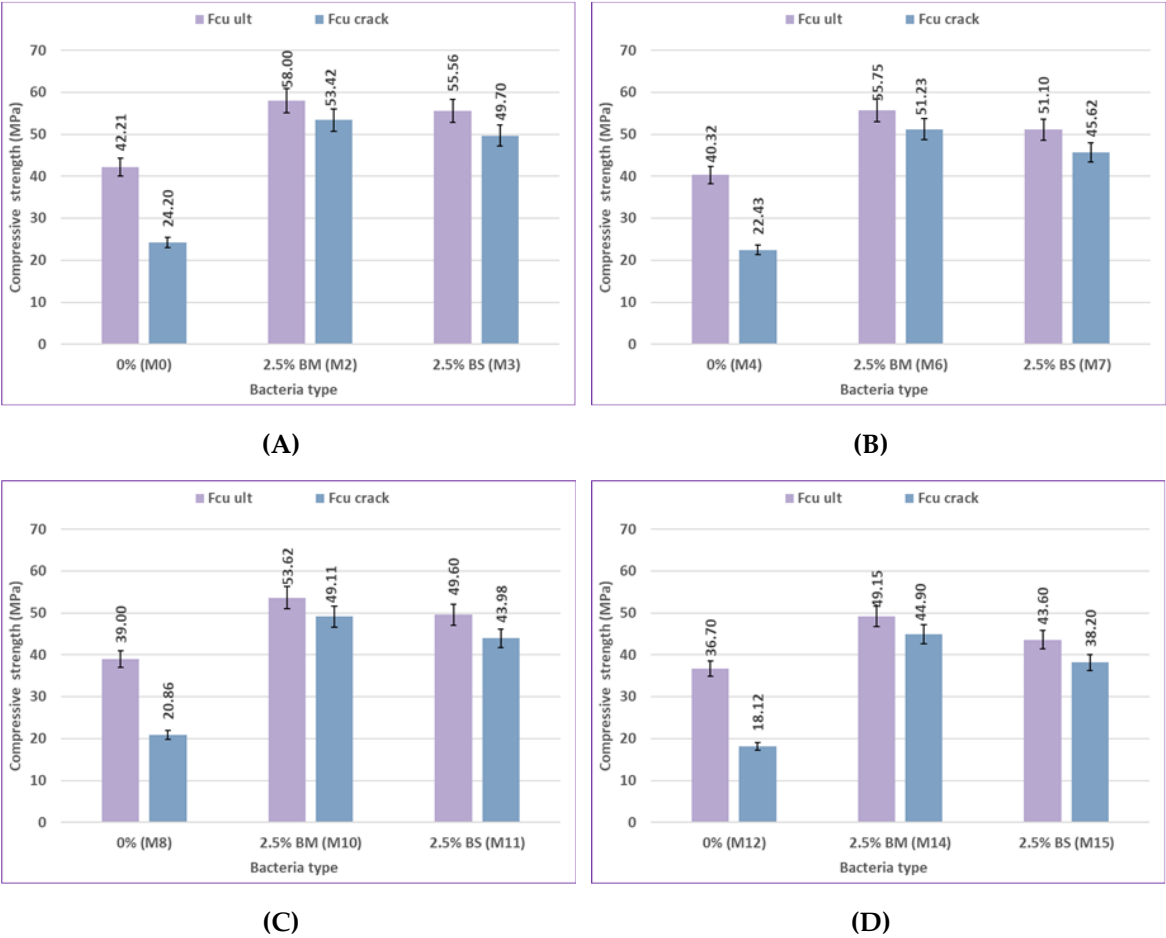 Fcu ult Fcu crack
Compressive strength (MPa)
70
60
50
40
30
20
10
0
42.21
24.20
58.00
53.42
55.56
49.70
0% (M0) 2.5% BM (M2) 2.5% BS (M3)
Bacteria type
(A)
Fcu ult Fcu crack
Compressive strength (MPa)
70
60
50
40
30
20
10
0
40.32
22.43
55.75
51.23
51.10
45.62
0% (M4) 2.5% BM (M6) 2.5% BS (M7)
Bacteria type
(B)
Fcu ult Fcu crack
Compressive strength (MPa)
70
60
50
40
30
20
10
0
39.00
20.86
53.62
49.11
49.60
43.98
0% (M8) 2.5% BM (M10) 2.5% BS (M11)
Bacteria type
(C)
Fcu ult Fcu crack
Compressive strength (MPa)
70
60
50
40
30
20
10
0
36.70
18.12
49.15
44.90
43.60
38.20
0% (M12) 2.5% BM (M14) 2.5% BS (M15)
Bacteria type
(D)